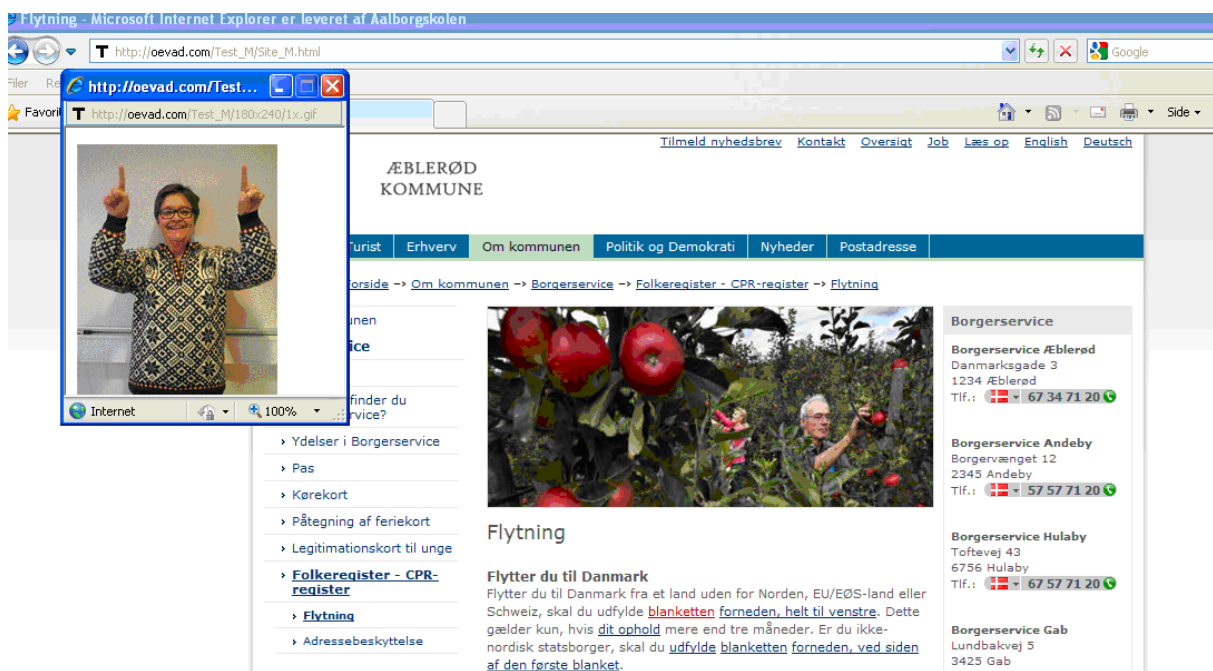 Flytning - Microsoft Internet Explorer er leveret af Aalborgskolen
http://oevad.com/Test_M/Site_M.html
Google
Filer
http://oevad.com/Test...
http://oevad.com/Test_M/180x240/1x.gif
Side
Tilmeld nyhedsbrev Kontakt Oversigt Job Læs op English Deutsch
ÆBLERØD
KOMMUNE
Turist Erhverv Om kommunen Politik og Demokrati Nyheder Postadresse
Forside -> Om kommunen -> Borgerservice -> Folkeregister - CPR-register -> Flytning
Internet
100%
finder du
Ydelser i Borgerservice
Pas
Kørekort
Påtegning af feriekort
Legitimationskort til unge
Folkeregister - CPR-
register
Flytning
Adressebeskyttelse
Flytning
Flytter du til Danmark
Flytter du til Danmark fra et land uden for Norden, EU/EØS-land eller
Schweiz, skal du udfylde blanketten forneden, helt til venstre. Dette
gælder kun, hvis dit ophold mere end tre måneder. Er du ikke-
nordisk statsborger, skal du udfylde blanketten forneden, ved siden
af den første blanket.
Borgerservice
Borgerservice Æblerød
Danmarksgade 3
1234 Æblerød
Tlf.: 67 34 71 20
Borgerservice Andeby
Borgervænget 12
2345 Andeby
Tlf.: 57 57 71 20
Borgerservice Hulaby
Toftevej 43
6756 Hulaby
Tlf.: 67 57 71 20
Borgerservice Gab
Lundbakvej 5
3425 Gab